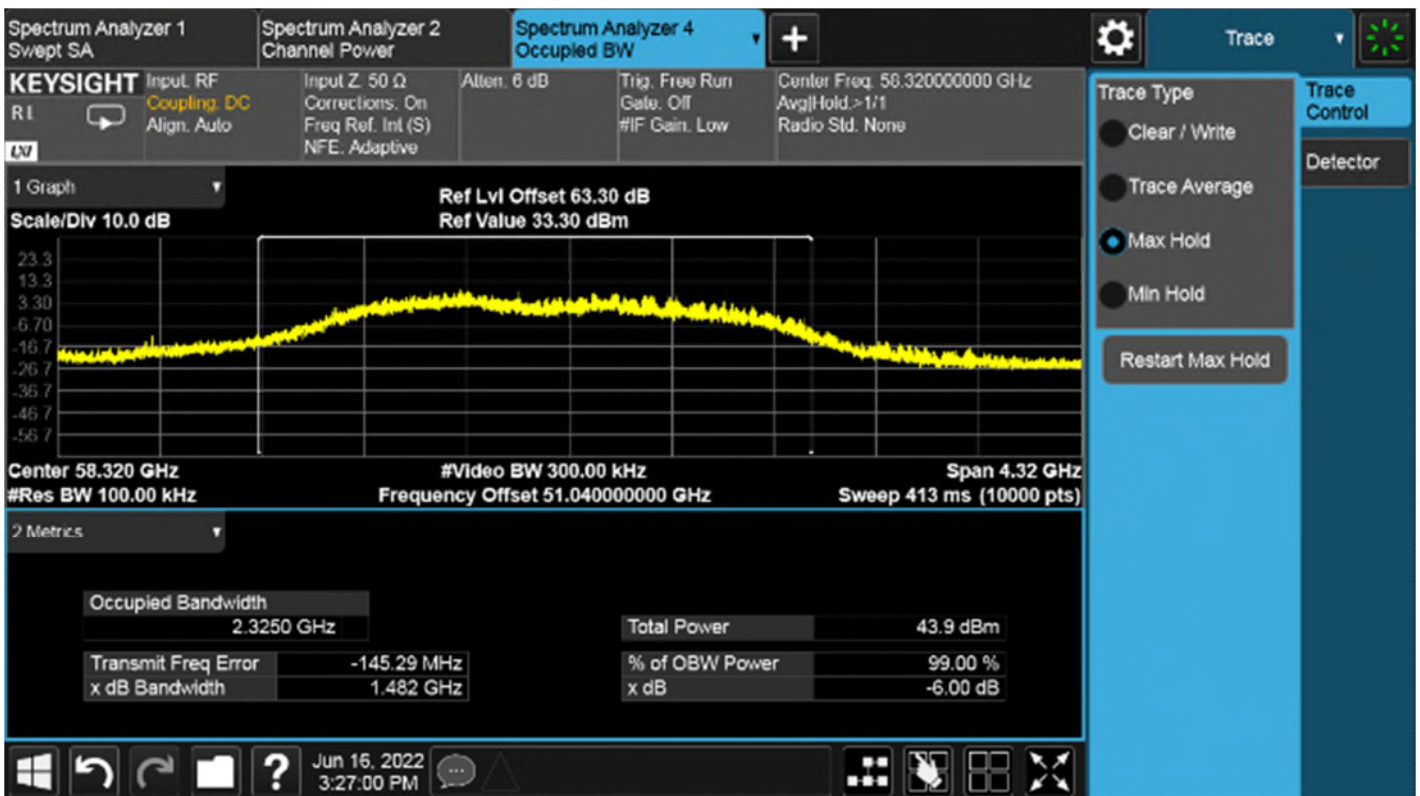 Spectrum Analyzer 1
Swept SA
Spectrum Analyzer 2
Channel Power
Spectrum Analyzer 4
Occupied BW
Trace
KEYSIGHT
Input: RF
Coupling: DC
Align: Auto
Input Z: 50 Ω
Corrections: On
Freq Ref: Int (S)
NFE: Adaptive
Atten: 6 dB
Trig: Free Run
Gate: Off
#IF Gain: Low
Center Freq: 58.320000000 GHz
Avg|Hold:>1/1
Radio Std: None
Trace Type
Clear / Write
Trace Average
Max Hold
Min Hold
Restart Max Hold
Trace
Control
Detector
1 Graph
Scale/Div 10.0 dB
Ref Lvl Offset 63.30 dB
Ref Value 33.30 dBm
23.3
13.3
3.30
-6.70
-16.7
-26.7
-36.7
-46.7
-56.7
Center 58.320 GHz
#Res BW 100.00 kHz
#Video BW 300.00 kHz
Frequency Offset 51.040000000 GHz
Span 4.32 GHz
Sweep 413 ms (10000 pts)
2 Metrics
Occupied Bandwidth
2.3250 GHz
Total Power 43.9 dBm
Transmit Freq Error -145.29 MHz
% of OBW Power 99.00 %
x dB Bandwidth 1.482 GHz
x dB -6.00 dB
Jun 16, 2022
3:27:00 PM